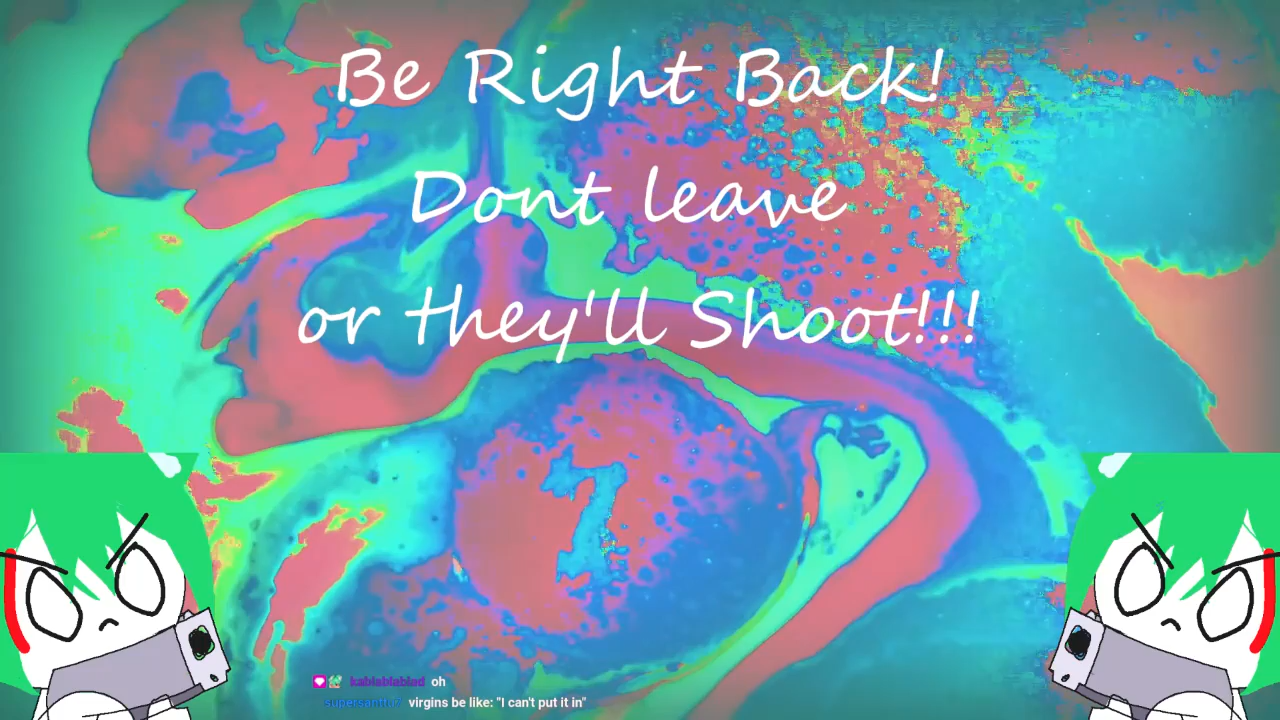 Be Right Back!
Dont leave
or they'll Shoot!!!
kablablablad oh
virgins be like: "I can't put it in"